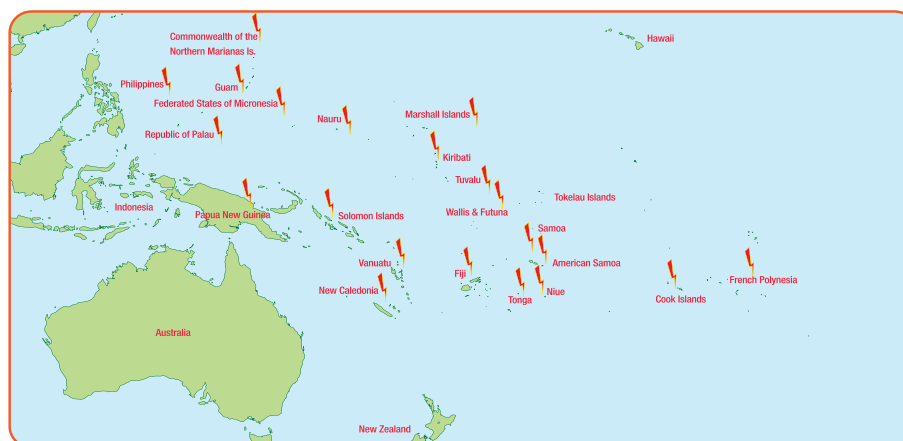 Commonwealth of the
Northern Marianas Is.
Hawaii
Philippines
Guam
Federated States of Micronesia
Nauru
Marshall Islands
Republic of Palau
Kiribati
Tuvalu
Indonesia
Papua New Guinea
Solomon Islands
Wallis & Futuna
Tokelau Islands
Samoa
Vanuatu
Fiji
American Samoa
New Caledonia
Tonga
Niue
Cook Islands
French Polynesia
Australia
New Zealand